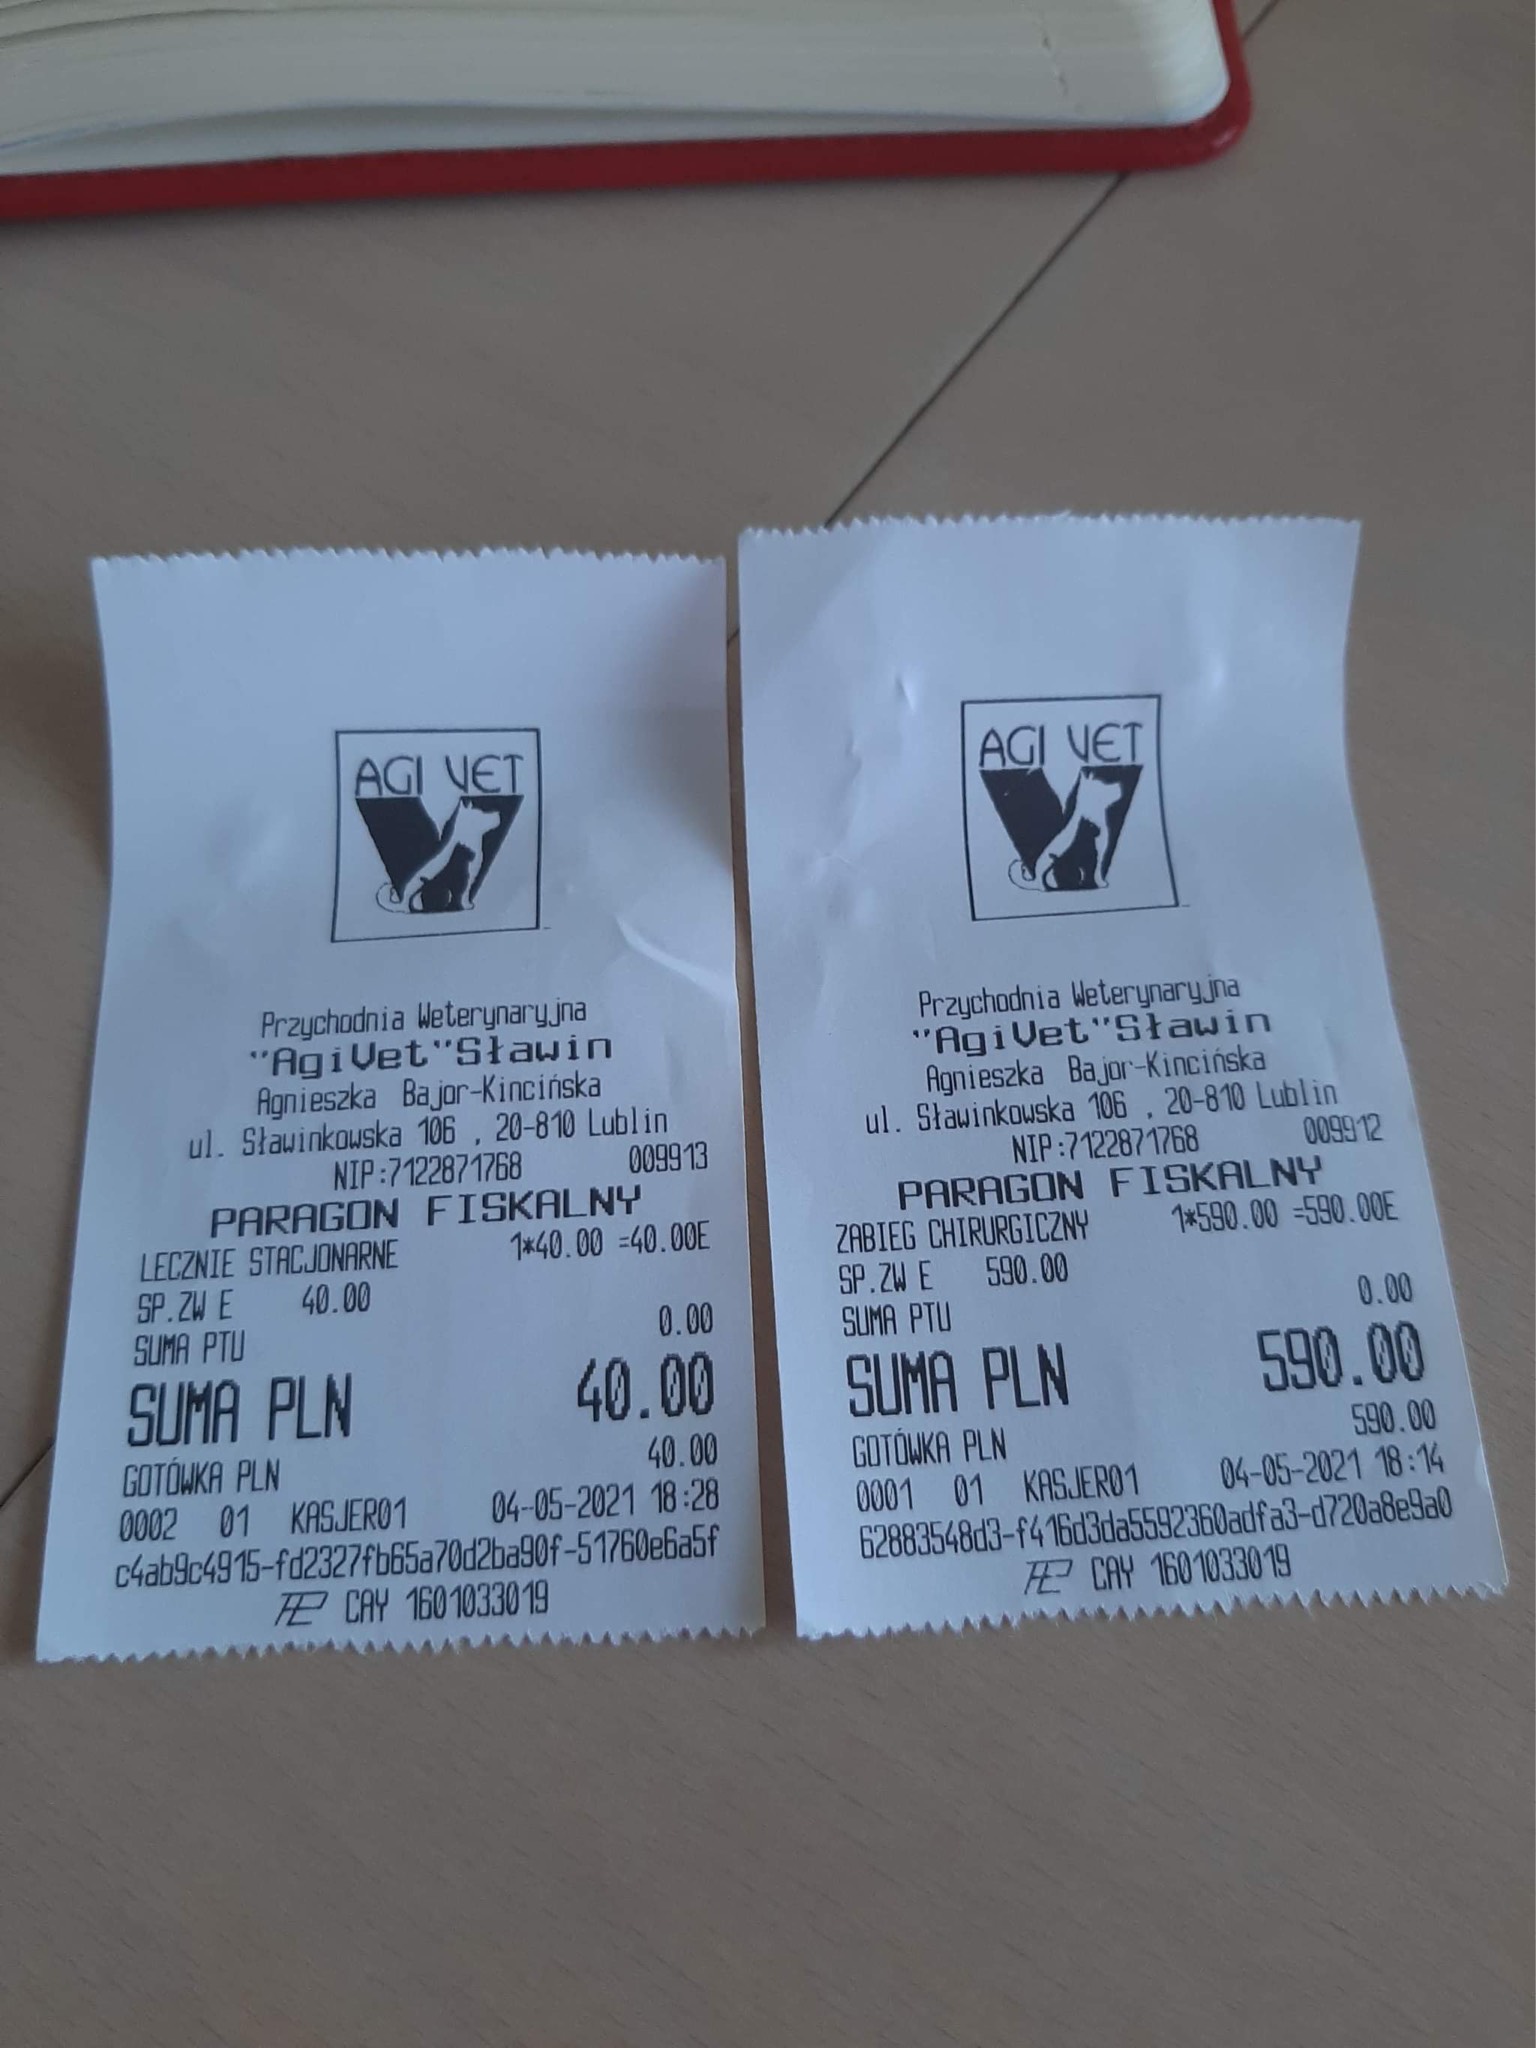 AGI VET
Przychodnia Weterynaryjna
"AgiVet"Sławin
Agnieszka Bajor-Kincińska
ul. Sławinkowska 106 , 20-810 Lublin
NIP:7122871768 009913
PARAGON FISKALNY
LECZNIE STACJONARNE 1*40.00 =40.00E
SP.ZW E 40.00
SUMA PTU 0.00
SUMA PLN 40.00
GOTÓWKA PLN 40.00
0002 01 KASJER01 04-05-2021 18:28
c4ab9c4915-fd2327fb65a70d2ba90f-51760e6a5f
CAY 1601033019
AGI VET
Przychodnia Weterynaryjna
"AgiVet"Sławin
Agnieszka Bajor-Kincińska
ul. Sławinkowska 106 , 20-810 Lublin
NIP:7122871768 009912
PARAGON FISKALNY
ZABIEG CHIRURGICZNY 1*590.00 =590.00E
SP.ZW E 590.00
SUMA PTU 0.00
SUMA PLN 590.00
GOTÓWKA PLN 590.00
0001 01 KASJER01 04-05-2021 18:14
62883548d3-f416d3da5592360adfa3-d720a8e9a0
CAY 1601033019